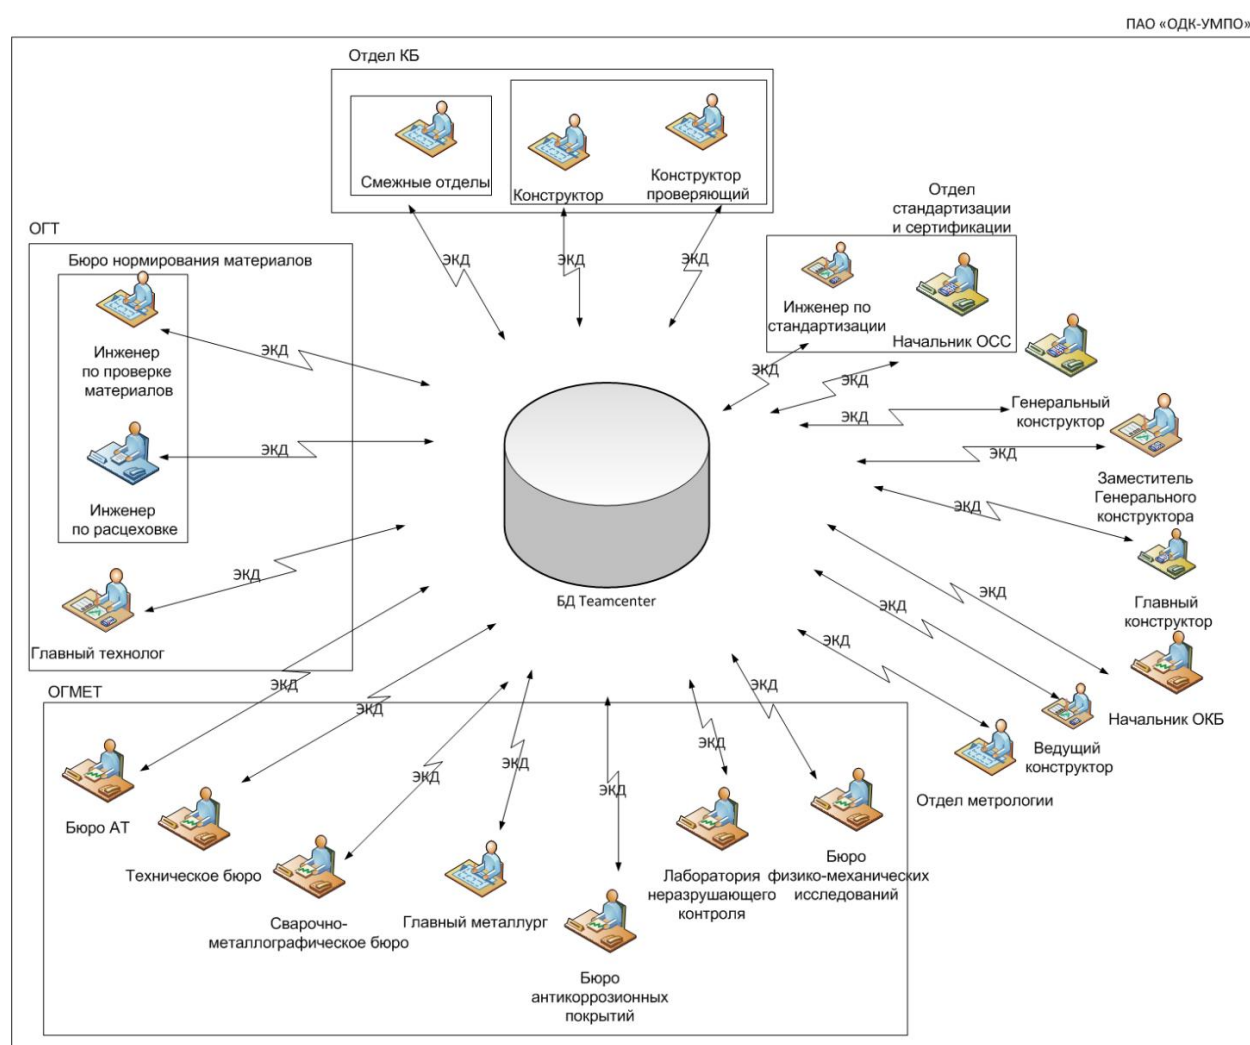 ПАО «ОДК-УМПО»
Отдел КБ
Смежные отделы
Конструктор
Конструктор
проверяющий
Отдел
стандартизации
и сертификации
ОГТ
Бюро нормирования материалов
ЭКД
ЭКД
ЭКД
Инженер по
стандартизации
Начальник ОСС
Инженер
по проверке
материалов
ЭКД
ЭКД
ЭКД
Генеральный
конструктор
ЭКД
ЭКД
ЭКД
Инженер
по расцеховке
Заместитель
Генерального
конструктора
ЭКД
ЭКД
БД Teamcenter
Главный
конструктор
ЭКД
ЭКД
Главный технолог
ЭКД
ЭКД
ЭКД
ЭКД
ОГМЕТ
ЭКД
Начальник ОКБ
Ведущий
конструктор
ЭКД
ЭКД
ЭКД
ЭКД
Отдел метрологии
Бюро АТ
Техническое бюро
Сварочно-
металлографическое бюро
Главный металлург
Бюро
антикоррозионных
покрытий
Лаборатория
неразрушающего
контроля
Бюро
физико-механических
исследований